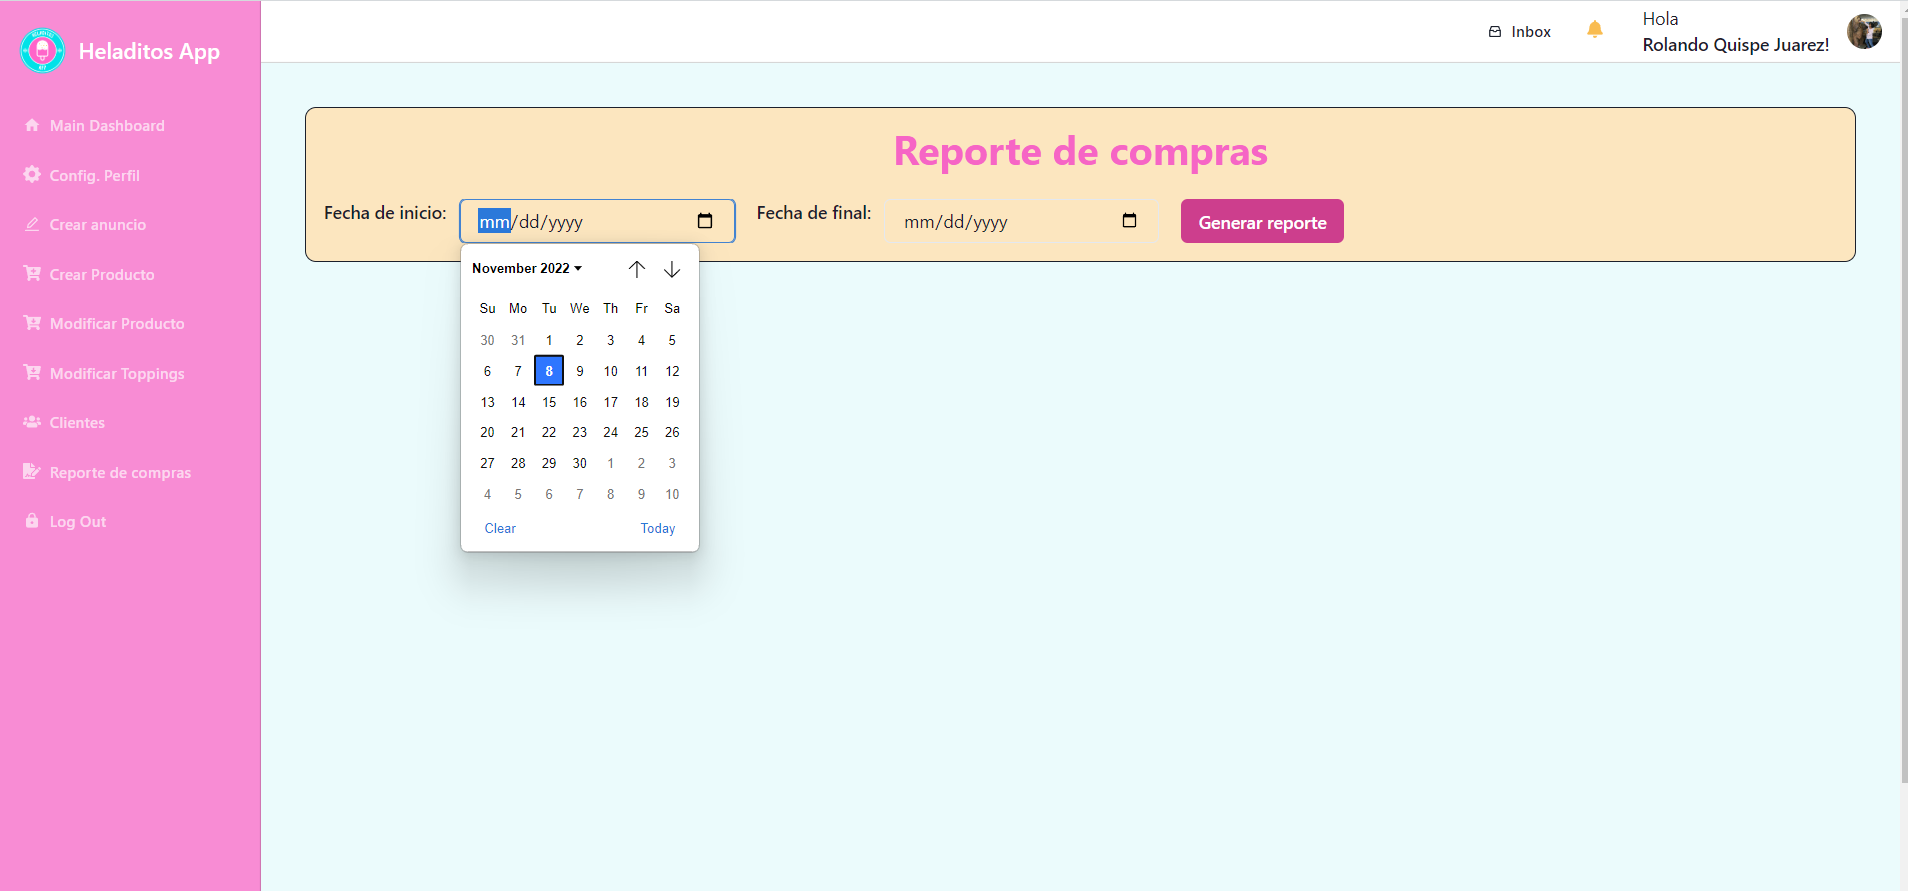 Heladitos App
Main Dashboard
Config. Perfil
Crear anuncio
Crear Producto
Modificar Producto
Modificar Toppings
Clientes
Reporte de compras
Log Out
Inbox
Hola
Rolando Quispe Juarez!
Reporte de compras
Fecha de inicio: mm/dd/yyyy Fecha de final: mm/dd/yyyy Generar reporte
November 2022
Su Mo Tu We Th Fr Sa
30 31 1 2 3 4 5
6 7 8 9 10 11 12
13 14 15 16 17 18 19
20 21 22 23 24 25 26
27 28 29 30 1 2 3
4 5 6 7 8 9 10
Clear Today